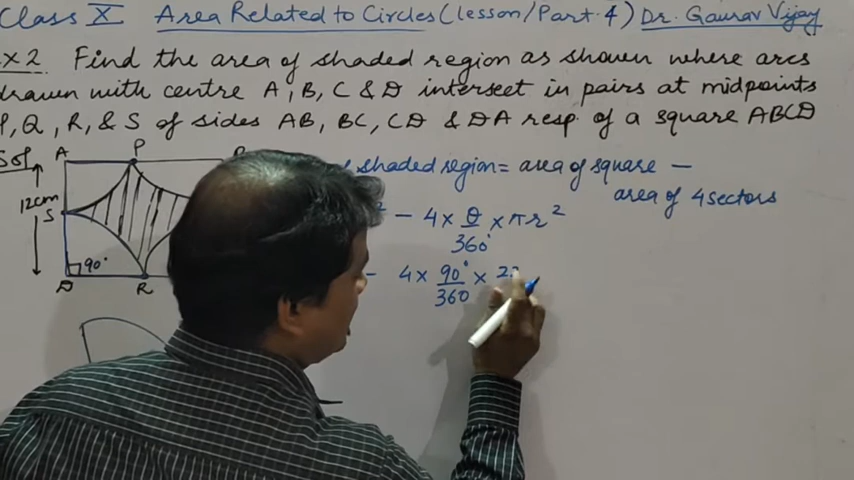 Class X Area Related to Circles (lesson/Part-4) Dr. Gaurav Vijay
Ex 2. Find the area of shaded region as shown where arcs
drawn with centre A, B, C & D intersect in pairs at midpoints
P, Q, R, & S of sides AB, BC, CD & DA resp. of a square ABCD
Sol
A P
shaded region = area of square —
area of 4 sectors
12cm
S
2 — 4 × θ/360° × πr²
90°
D R
— 4 × 90°/360 × 22